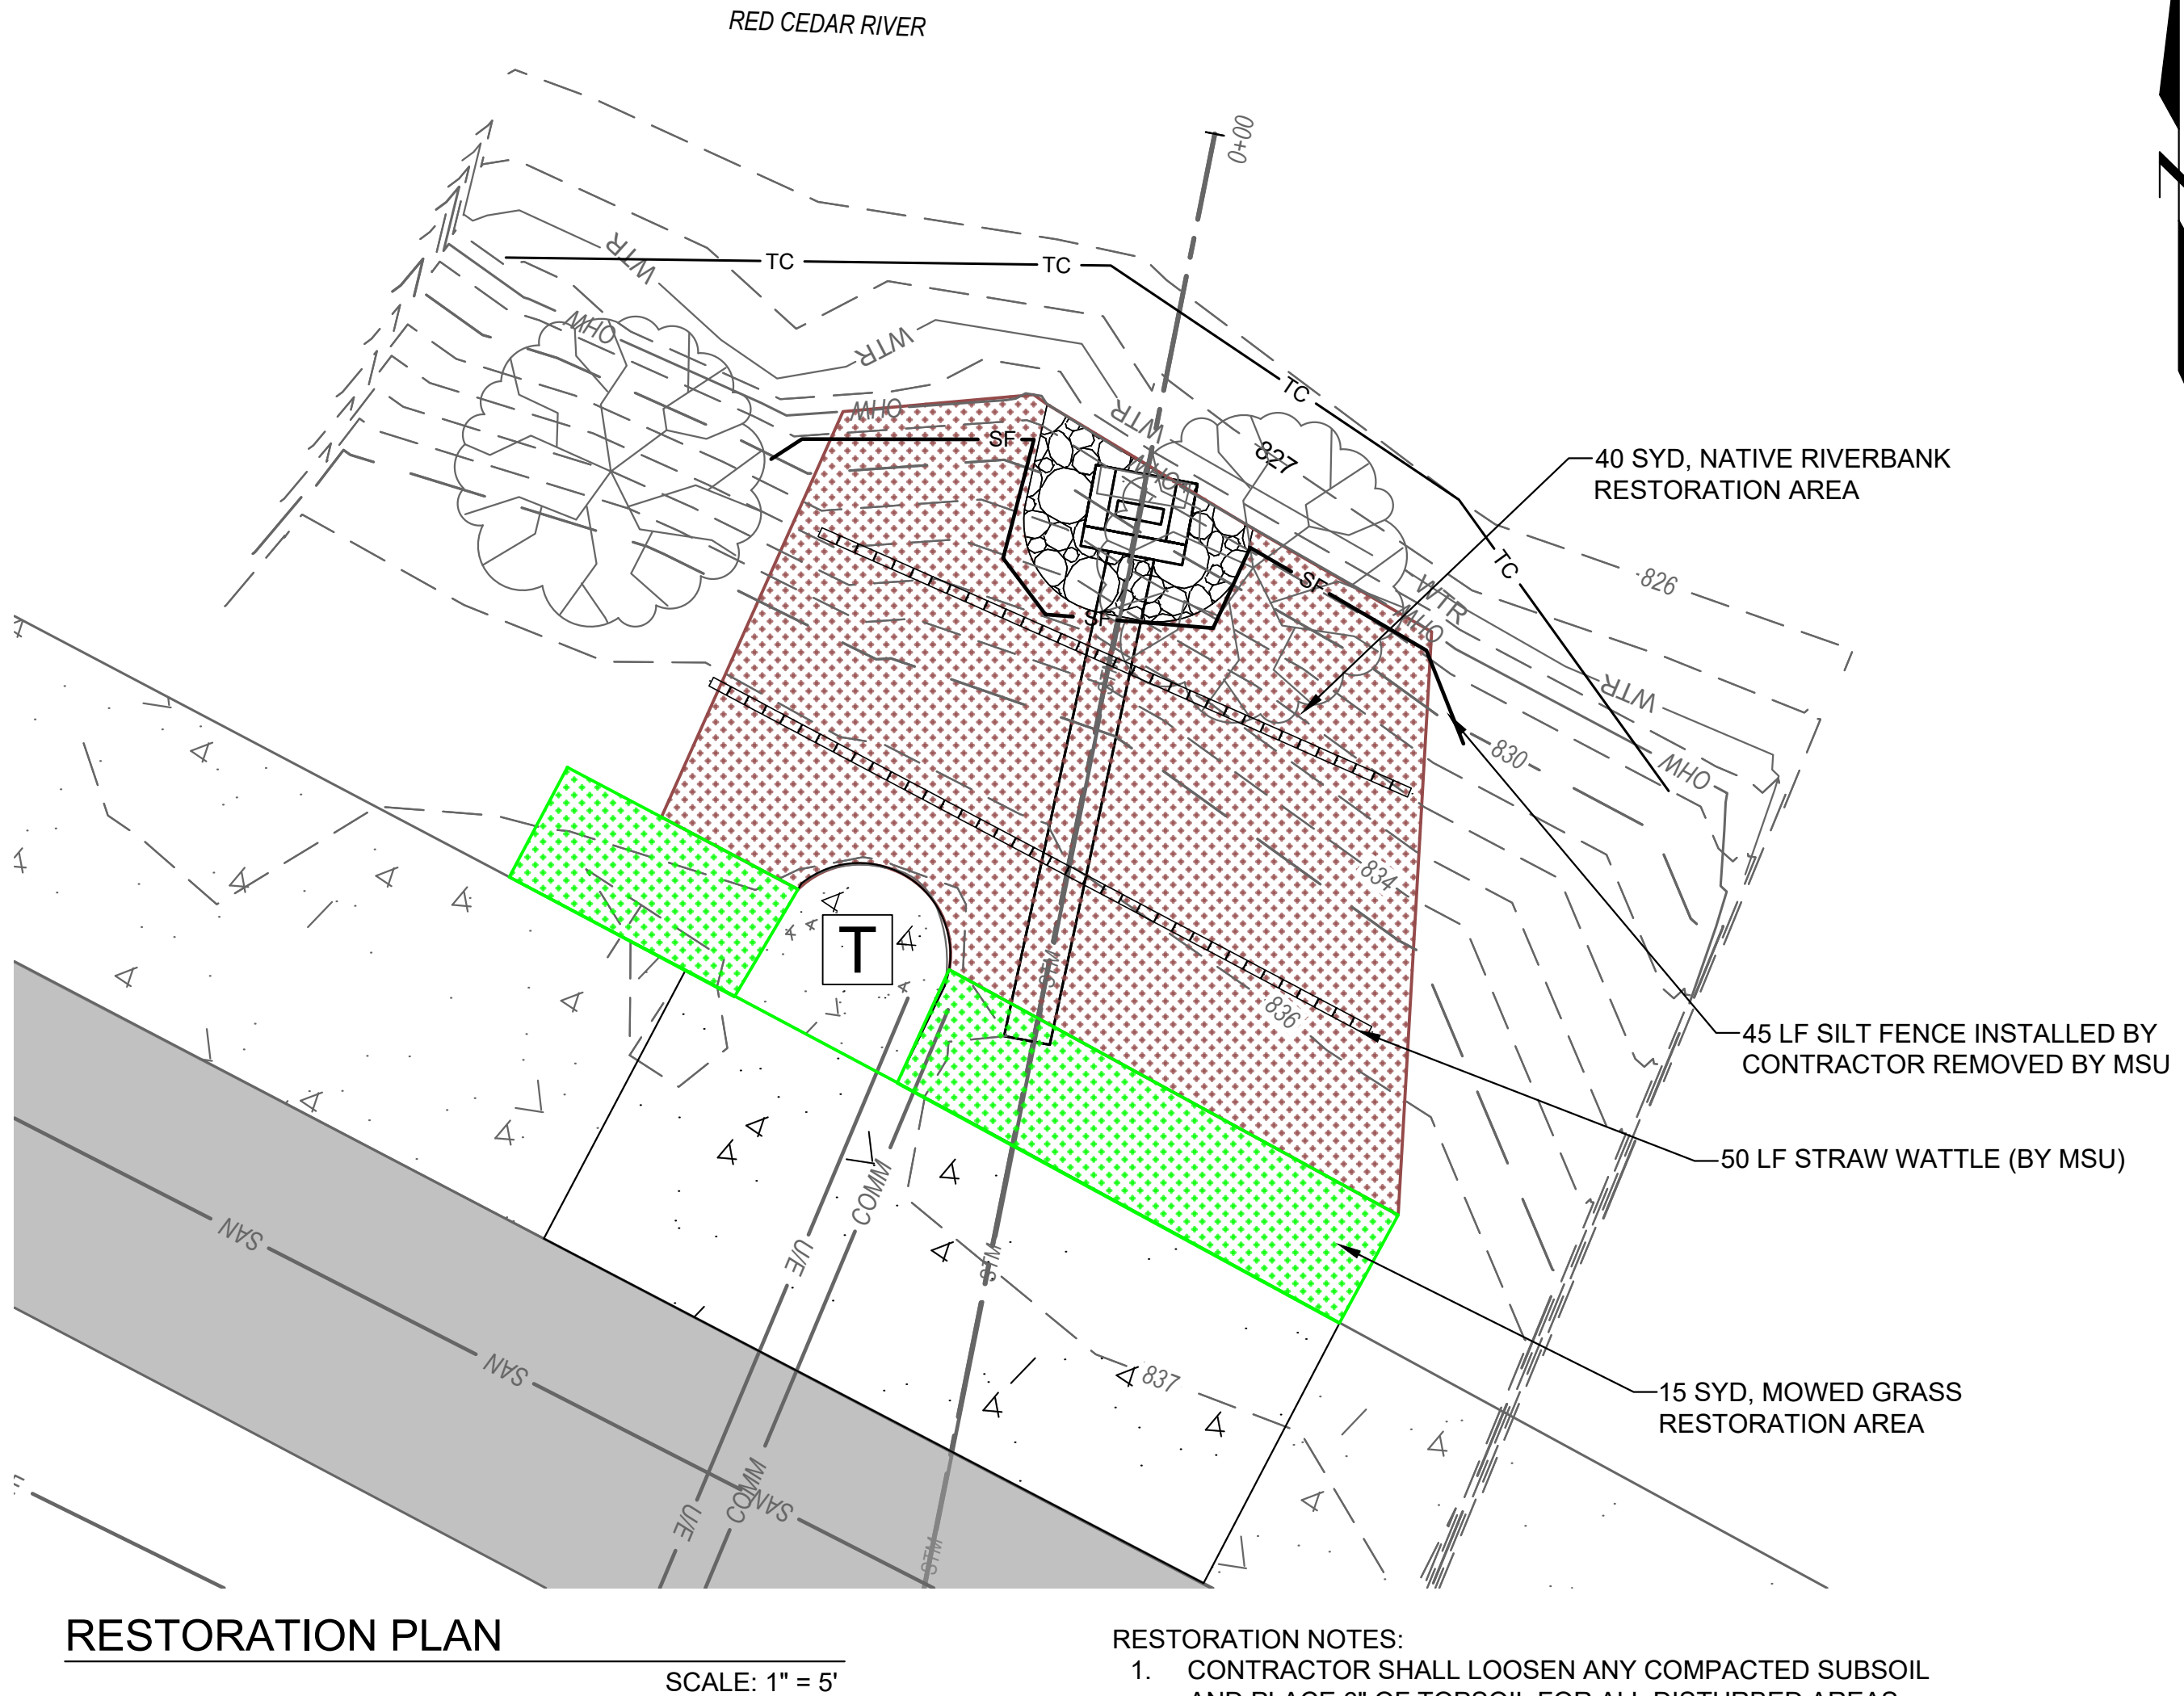 RED CEDAR RIVER
0+00
WTR
TC
TC
OHW
WTR
TC
OHW
WTR
827
SF
OHW
40 SYD, NATIVE RIVERBANK
RESTORATION AREA
TC
826
SF
WTR
SF
OHW
STM
WTR
830
OHW
834
T
STM
836
45 LF SILT FENCE INSTALLED BY
CONTRACTOR REMOVED BY MSU
50 LF STRAW WATTLE (BY MSU)
COMM
SAN
U/E
STM
SAN
837
15 SYD, MOWED GRASS
RESTORATION AREA
COMM
SAN
U/E
STM
RESTORATION PLAN
SCALE: 1" = 5'
RESTORATION NOTES:
1. CONTRACTOR SHALL LOOSEN ANY COMPACTED SUBSOIL